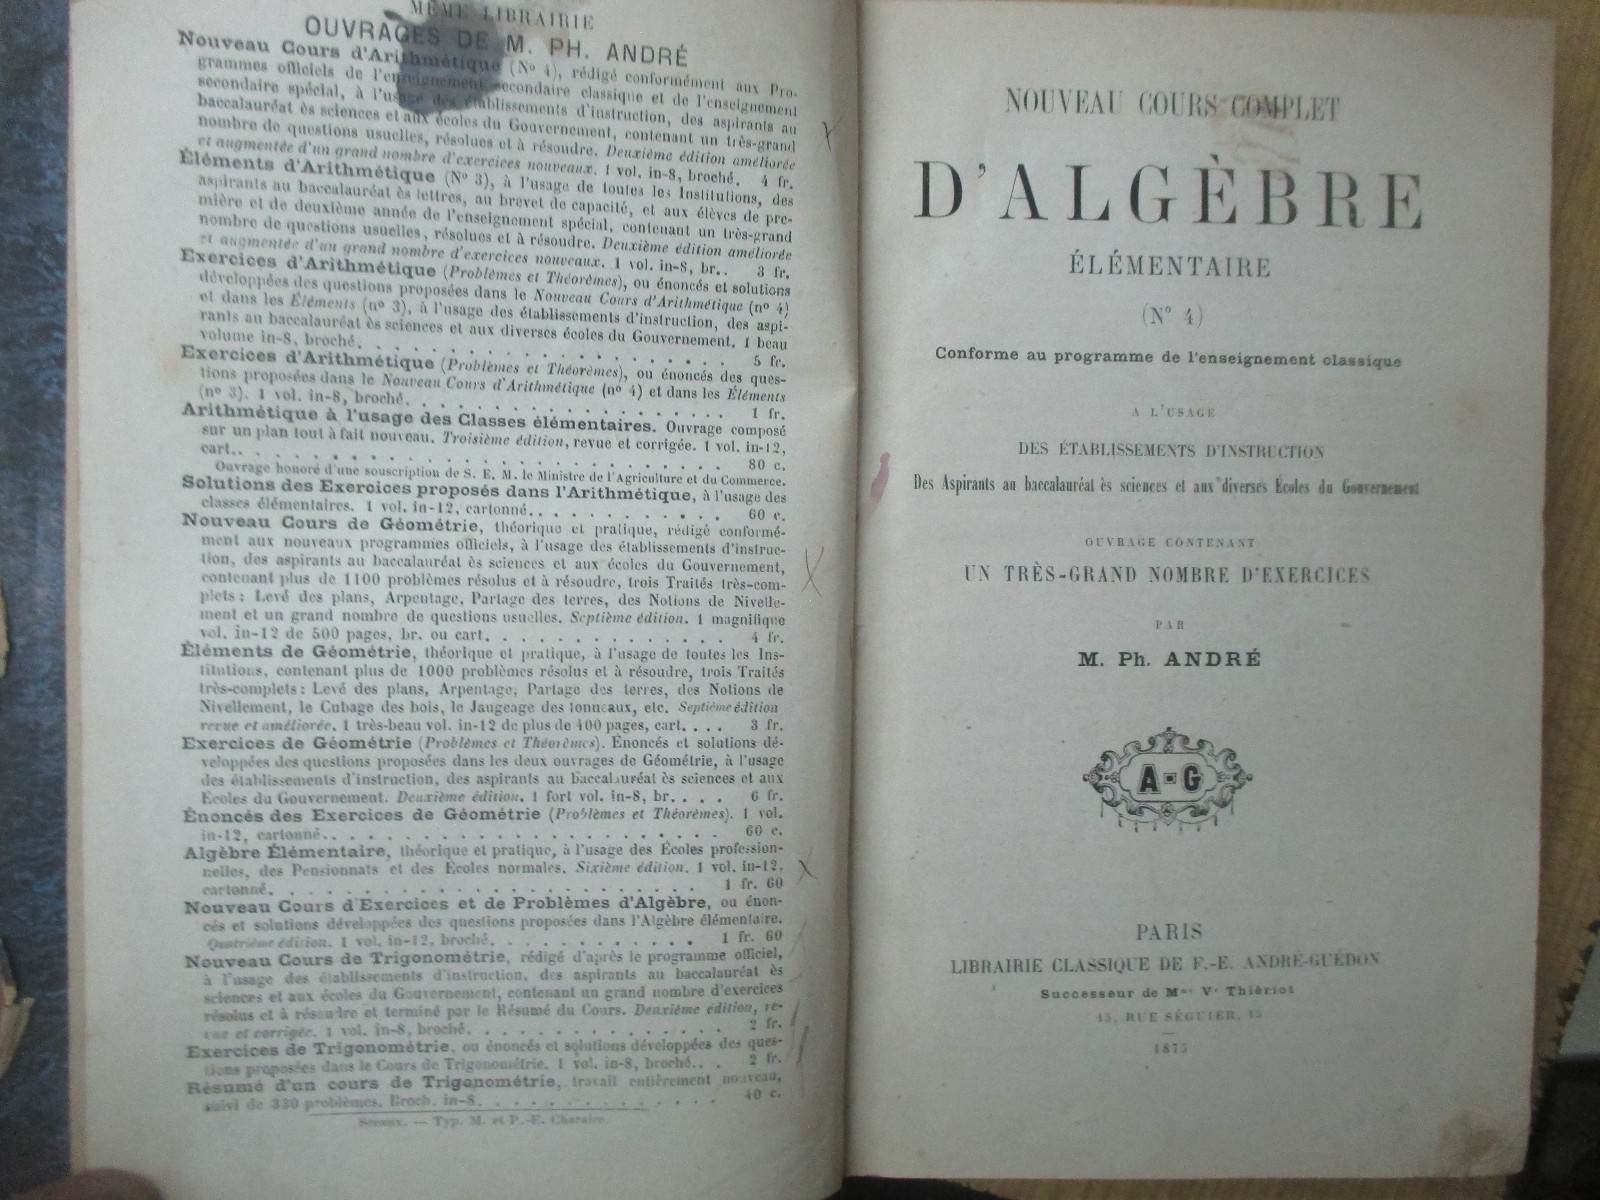 MÊME LIBRAIRIE
OUVRAGES DE M. PH. ANDRÉ
Nouveau Cours d'Arithmétique (N° 4), rédigé conformément aux Pro-
grammes officiels de l'enseignement secondaire classique et de l'enseignement
secondaire spécial, à l'usage des établissements d'instruction, des aspirants au
baccalauréat ès sciences et aux écoles du Gouvernement, contenant un très-grand
nombre de questions usuelles, résolues et à résoudre. Deuxième édition améliorée
et augmentée d'un grand nombre d'exercices nouveaux. 1 vol. in-8, broché. 4 fr.
Éléments d'Arithmétique (N° 3), à l'usage de toutes les Institutions, des
aspirants au baccalauréat ès lettres, au brevet de capacité, et aux élèves de pre-
mière et de deuxième année de l'enseignement spécial, contenant un très-grand
nombre de questions usuelles, résolues et à résoudre. Deuxième édition améliorée
et augmentée d'un grand nombre d'exercices nouveaux. 1 vol. in-8, br.. 3 fr.
Exercices d'Arithmétique (Problèmes et Théorèmes), ou énoncés et solutions
développées des questions proposées dans le Nouveau Cours d'Arithmétique (n° 4)
et dans les Éléments (n° 3), à l'usage des établissements d'instruction, des aspi-
rants au baccalauréat ès sciences et aux diverses écoles du Gouvernement. 1 beau
volume in-8, broché. . . . . . . . . . . . . . . . . 5 fr.
Exercices d'Arithmétique (Problèmes et Théorèmes), ou énoncés des ques-
tions proposées dans le Nouveau Cours d'Arithmétique (n° 4) et dans les Éléments
(n° 3). 1 vol. in-8, broché. . . . . . . . . . . . . . . . 1 fr.
Arithmétique à l'usage des Classes élémentaires. Ouvrage composé
sur un plan tout à fait nouveau. Troisième édition, revue et corrigée. 1 vol. in-12,
cart.. . . . . . . . . . . . . . . . . . . . . . 80 c.
Ouvrage honoré d'une souscription de S. E. M. le Ministre de l'Agriculture et du Commerce.
Solutions des Exercices proposés dans l'Arithmétique, à l'usage des
classes élémentaires. 1 vol. in-12, cartonné.. . . . . . . . . 60 c.
Nouveau Cours de Géométrie, théorique et pratique, rédigé conformé-
ment aux nouveaux programmes officiels, à l'usage des établissements d'instruc-
tion, des aspirants au baccalauréat ès sciences et aux écoles du Gouvernement,
contenant plus de 1100 problèmes résolus et à résoudre, trois Traités très-com-
plets : Levé des plans, Arpentage, Partage des terres, des Notions de Nivelle-
ment et un grand nombre de questions usuelles. Septième édition. 1 magnifique
vol. in-12 de 500 pages, br. ou cart. . . . . . . . . . . . . 4 fr.
Éléments de Géométrie, théorique et pratique, à l'usage de toutes les Ins-
titutions, contenant plus de 1000 problèmes résolus et à résoudre, trois Traités
très-complets : Levé des plans, Arpentage, Partage des terres, des Notions de
Nivellement, le Cubage des bois, le Jaugeage des tonneaux, etc. Septième édition
revue et améliorée. 1 très-beau vol. in-12 de plus de 400 pages, cart. . . . 3 fr.
Exercices de Géométrie (Problèmes et Théorèmes). Énoncés et solutions dé-
veloppées des questions proposées dans les deux ouvrages de Géométrie, à l'usage
des établissements d'instruction, des aspirants au baccalauréat ès sciences et aux
Écoles du Gouvernement. Deuxième édition. 1 fort vol. in-8, br. . . . 6 fr.
Énoncés des Exercices de Géométrie (Problèmes et Théorèmes). 1 vol.
in-12, cartonné.. . . . . . . . . . . . . . . . . . . 60 c.
Algèbre Élémentaire, théorique et pratique, à l'usage des Écoles profession-
nelles, des Pensionnats et des Écoles normales. Sixième édition. 1 vol. in-12,
cartonné. . . . . . . . . . . . . . . . . . . . . 1 fr. 60
Nouveau Cours d'Exercices et de Problèmes d'Algèbre, ou énon-
cés et solutions développées des questions proposées dans l'Algèbre élémentaire.
Quatrième édition. 1 vol. in-12, broché. . . . . . . . . . . 1 fr. 60
Nouveau Cours de Trigonométrie, rédigé d'après le programme officiel,
à l'usage des établissements d'instruction, des aspirants au baccalauréat ès
sciences et aux écoles du Gouvernement, contenant un grand nombre d'exercices
résolus et à résoudre et terminé par le Résumé du Cours. Deuxième édition, re-
vue et corrigée. 1 vol. in-8, broché. . . . . . . . . . . . . 2 fr.
Exercices de Trigonométrie, ou énoncés et solutions développées des ques-
tions proposées dans le Cours de Trigonométrie. 1 vol. in-8, broché.. . 2 fr.
Résumé d'un cours de Trigonométrie, travail entièrement nouveau,
suivi de 330 problèmes. Broch. in-8. . . . . . . . . . . . . 40 c.
Sceaux. — Typ. M. et P.-E. Charaire.
NOUVEAU COURS COMPLET
D'ALGÈBRE
ÉLÉMENTAIRE
(N° 4)
Conforme au programme de l'enseignement classique
A L'USAGE
DES ÉTABLISSEMENTS D'INSTRUCTION
Des Aspirants au baccalauréat ès sciences et aux diverses Écoles du Gouvernement
OUVRAGE CONTENANT
UN TRÈS-GRAND NOMBRE D'EXERCICES
PAR
M. Ph. ANDRÉ
A-G
PARIS
LIBRAIRIE CLASSIQUE DE F.-E. ANDRÉ-GUÉDON
Successeur de Mme Ve Thiériot
15, RUE SÉGUIER, 15
1875